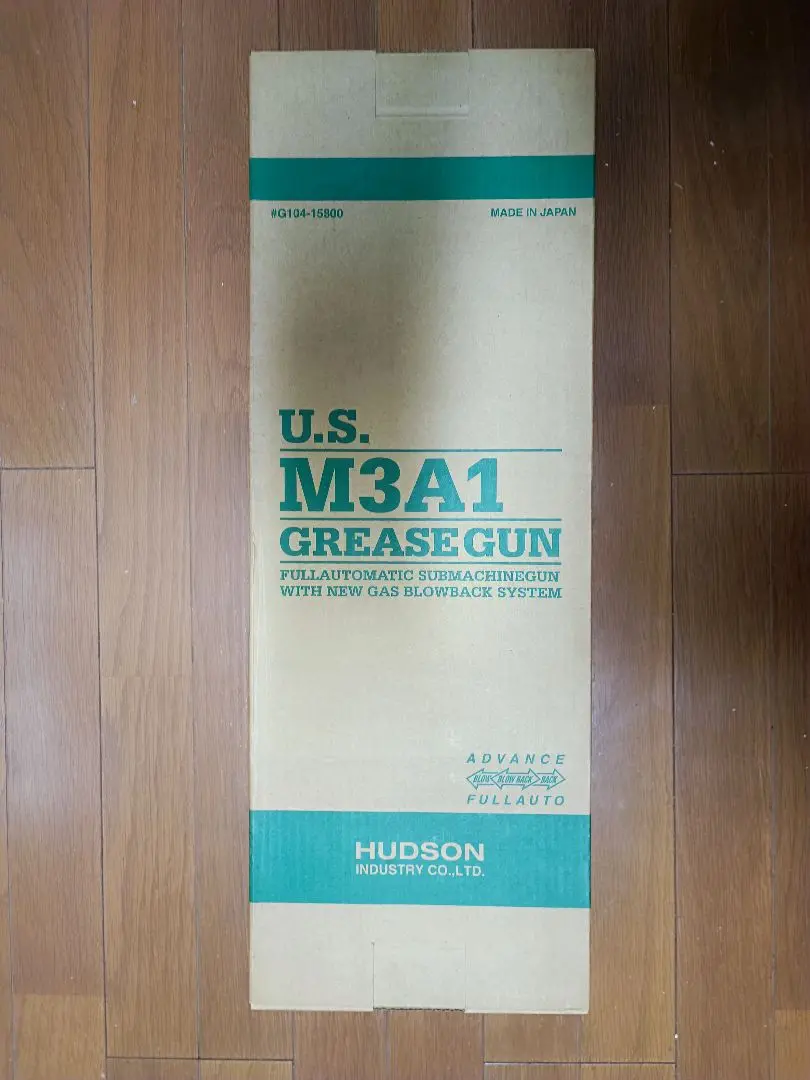 #G104-15800
MADE IN JAPAN
U.S.
M3A1
GREASE GUN
FULLAUTOMATIC SUBMACHINEGUN
WITH NEW GAS BLOWBACK SYSTEM
ADVANCE
BLOW BLOW BACK BACK
FULLAUTO
HUDSON
INDUSTRY CO.,LTD.